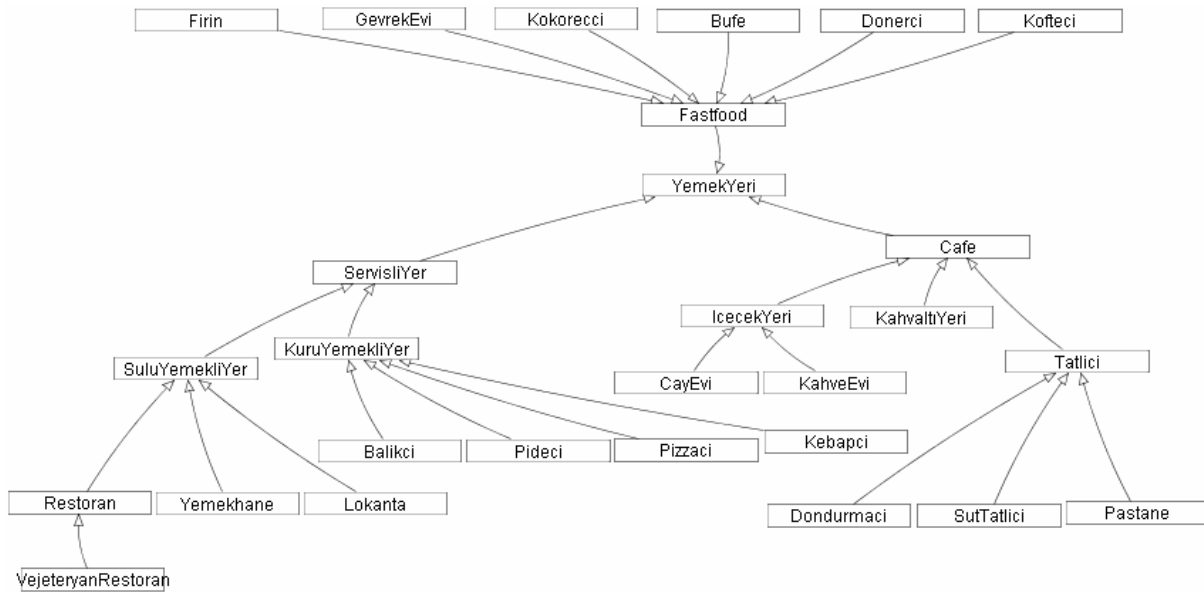 Firin
GevrekEvi
Kokorecci
Bufe
Donerci
Kofteci
Fastfood
YemekYeri
Cafe
ServisliYer
IcecekYeri
KahvaltıYeri
KuruYemekliYer
SuluYemekliYer
Tatlici
CayEvi
KahveEvi
Balikci
Pideci
Pizzaci
Kebapci
Restoran
Yemekhane
Lokanta
Dondurmaci
SutTatlici
Pastane
VejeteryanRestoran